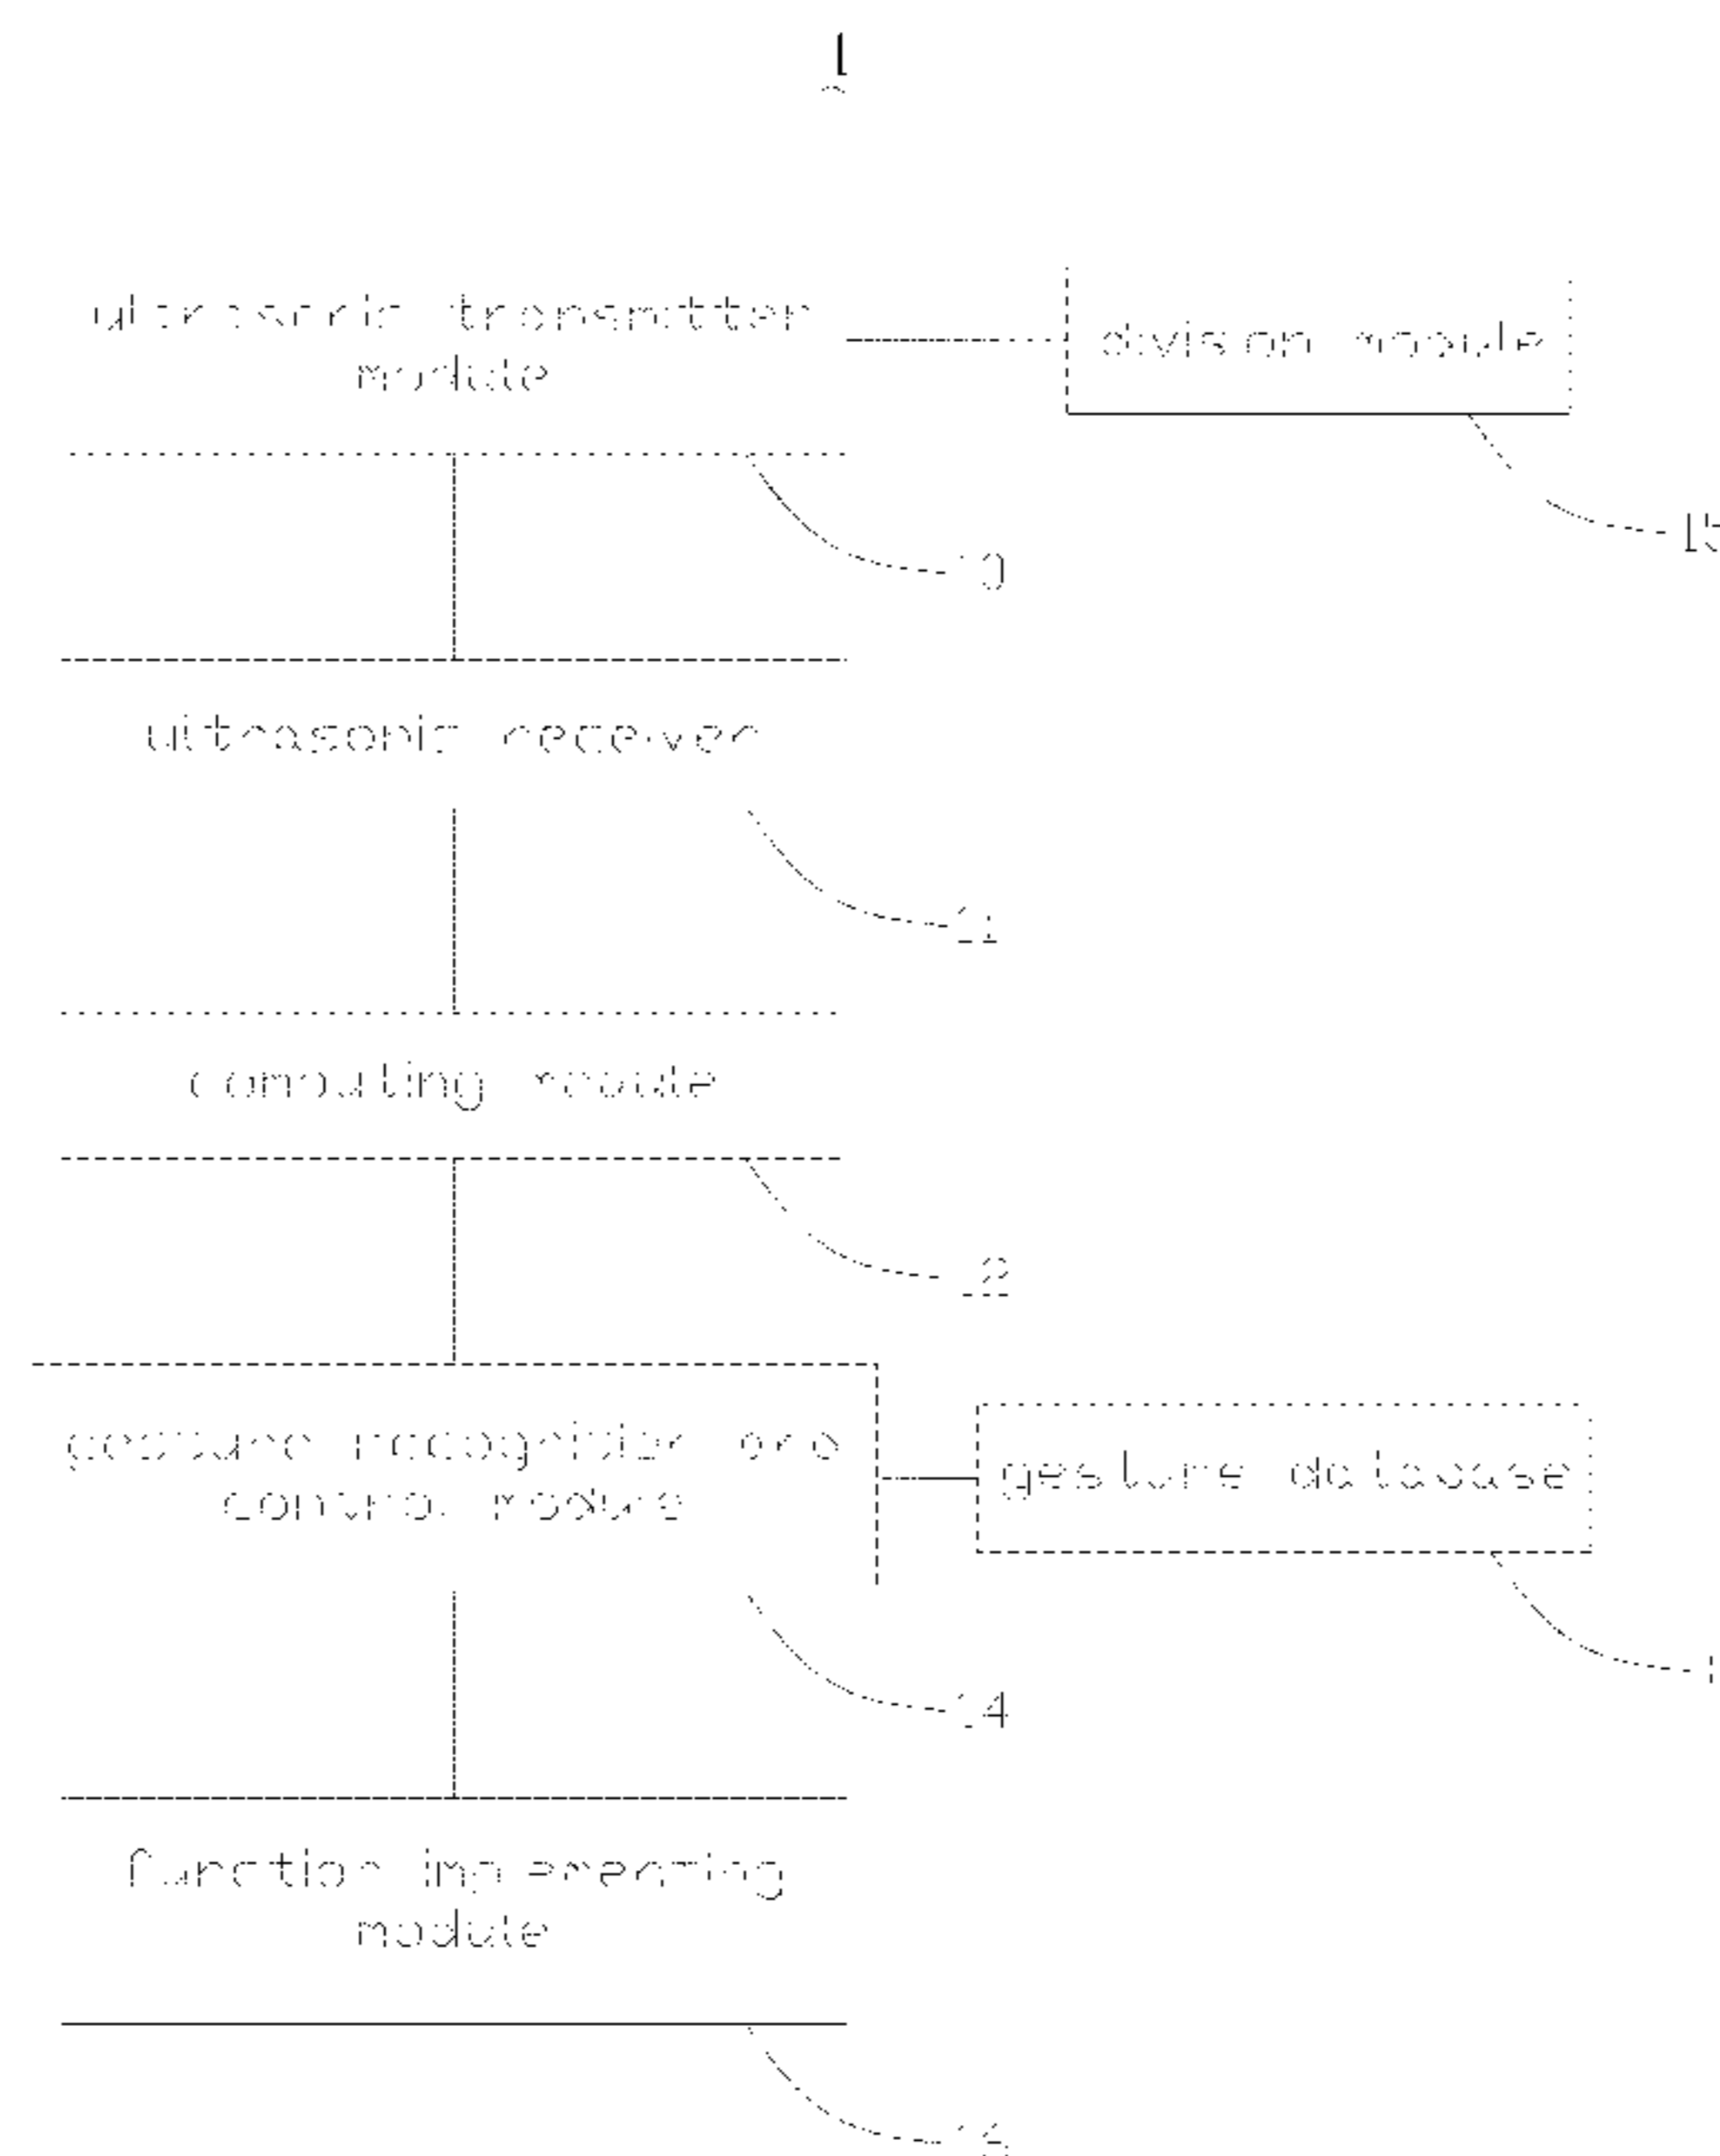 1
ultrasonic transmitter
module
division module
15
10
ultrasonic receiver
11
computing module
12
gesture recognition and
control module
gesture database
14
function implementing
module
16